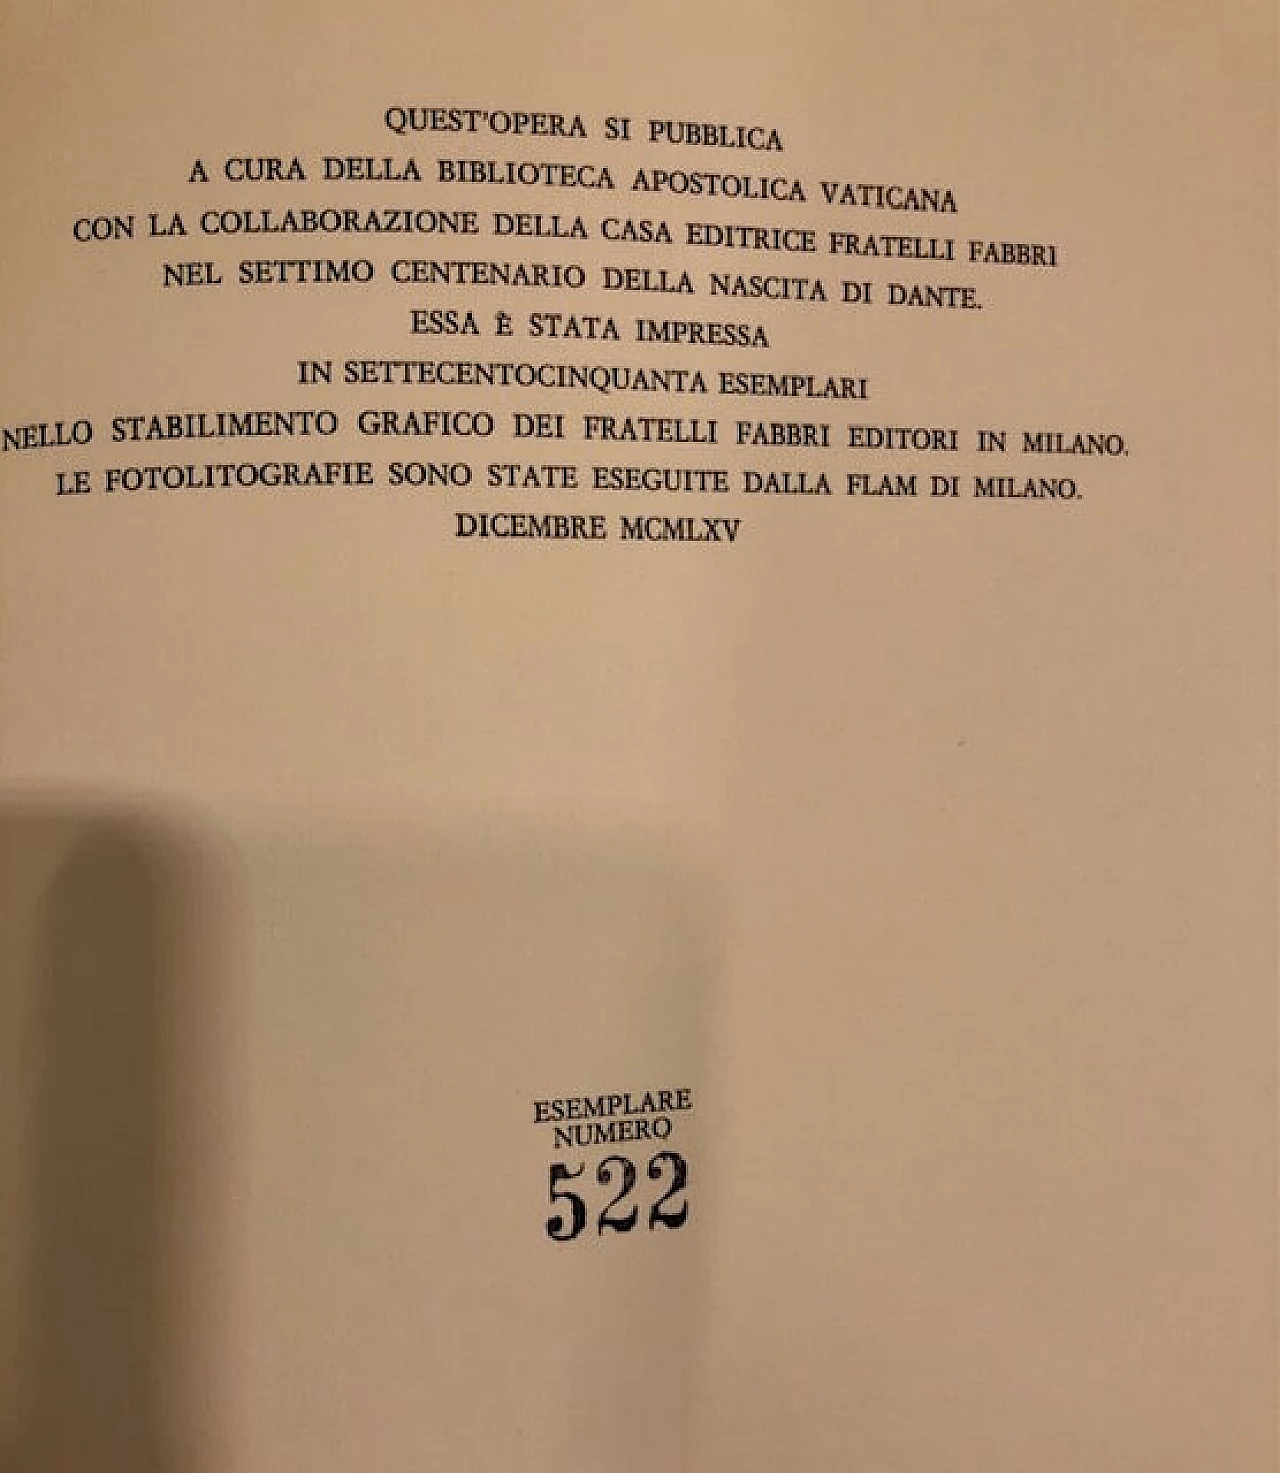 QUEST'OPERA SI PUBBLICA
A CURA DELLA BIBLIOTECA APOSTOLICA VATICANA
CON LA COLLABORAZIONE DELLA CASA EDITRICE FRATELLI FABBRI
NEL SETTIMO CENTENARIO DELLA NASCITA DI DANTE.
ESSA È STATA IMPRESSA
IN SETTECENTOCINQUANTA ESEMPLARI
NELLO STABILIMENTO GRAFICO DEI FRATELLI FABBRI EDITORI IN MILANO.
LE FOTOLITOGRAFIE SONO STATE ESEGUITE DALLA FLAM DI MILANO.
DICEMBRE MCMLXV
ESEMPLARE
NUMERO
522